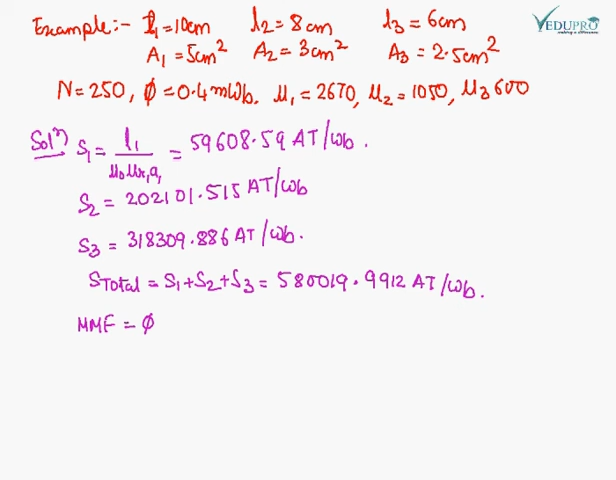 Example:- l1=10cm l2=8cm l3=6cm
A1=5cm² A2=3cm² A3=2.5cm²
N=250, ϕ=0.4mWb. μ1=2670, μ2=1050, μ3 600
Solⁿ) S1 = l1/μ0μr1a1 = 59608.59 AT/wb.
S2 = 202101.515 AT/wb
S3 = 318309.886 AT/wb.
STotal = S1+S2+S3 = 580019.9912 AT/wb.
MMF = ϕ
VEDUPRO